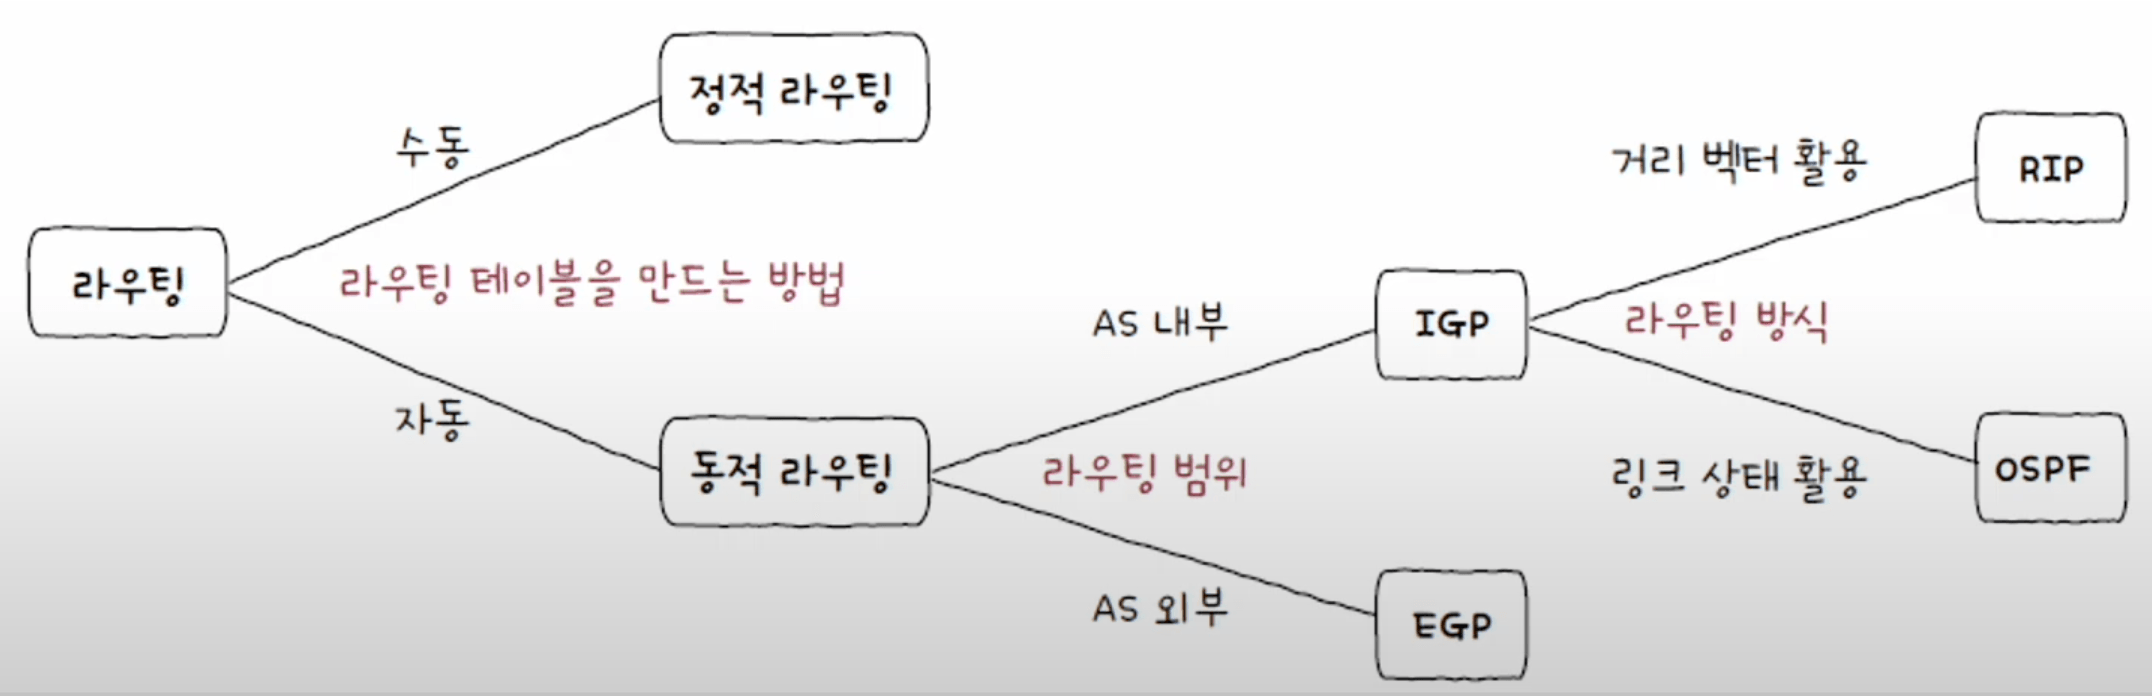 정적 라우팅
수동
거리 벡터 활용
RIP
라우팅
라우팅 테이블을 만드는 방법
AS 내부
IGP
라우팅 방식
자동
동적 라우팅
라우팅 범위
링크 상태 활용
OSPF
AS 외부
EGP